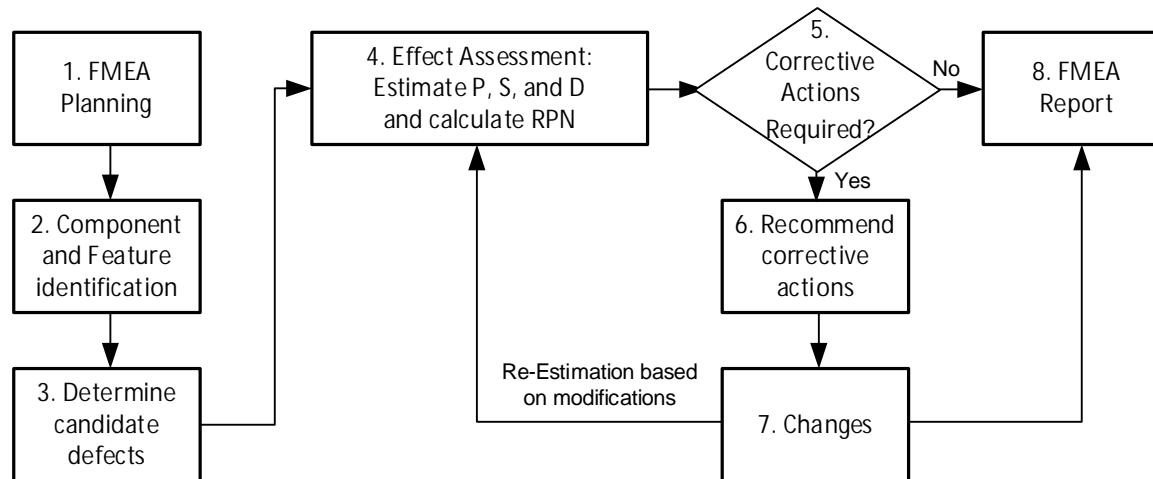 1. FMEA
Planning
2. Component
and Feature
identification
3. Determine
candidate
defects
4. Effect Assessment:
Estimate P, S, and D
and calculate RPN
5.
Corrective
Actions
Required?
No
Yes
6. Recommend
corrective
actions
7. Changes
Re-Estimation based
on modifications
8. FMEA
Report